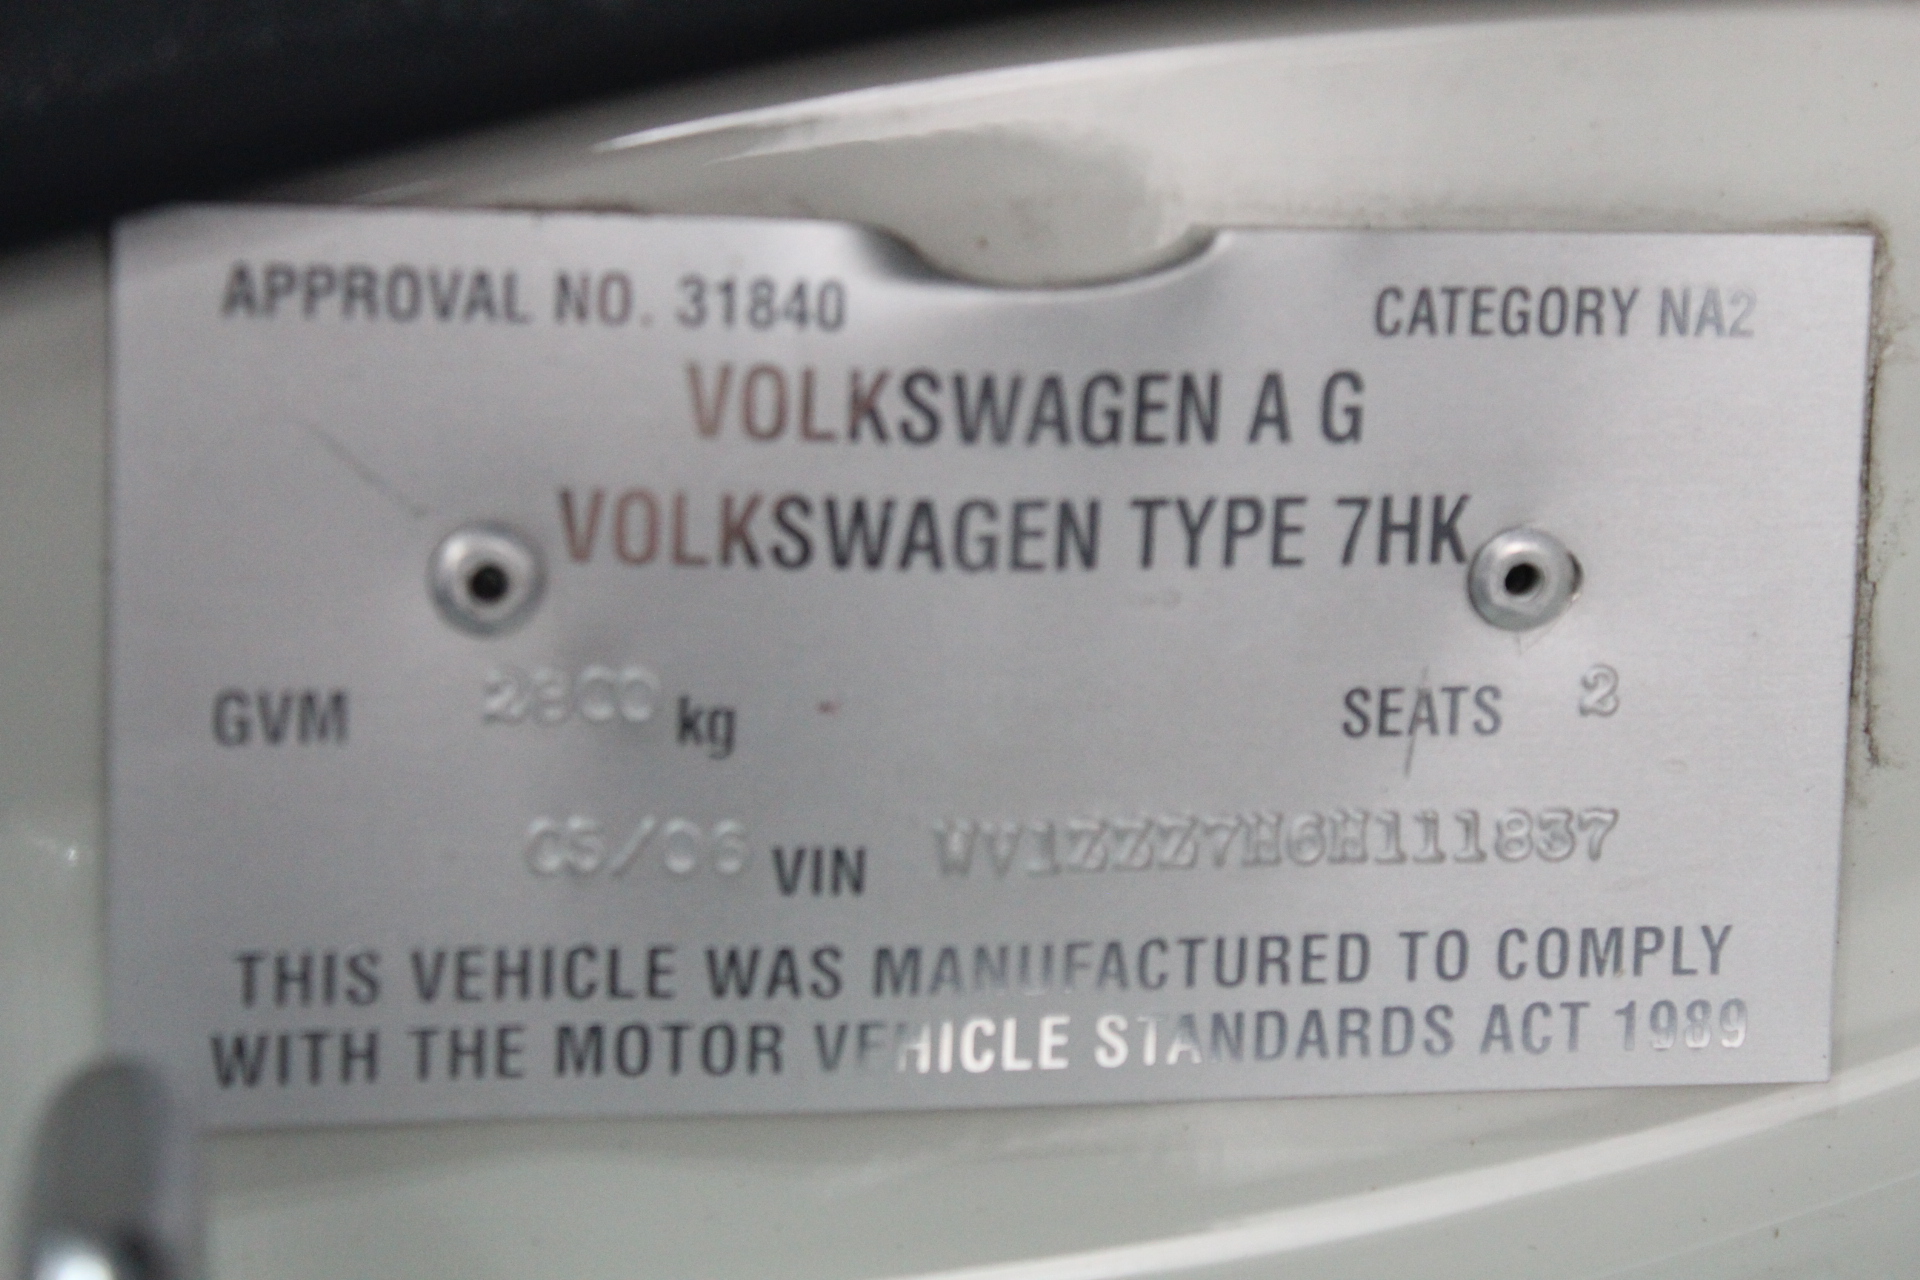 APPROVAL NO. 31840 CATEGORY NA2
VOLKSWAGEN A G
VOLKSWAGEN TYPE 7HK
GVM kg SEATS 2
05/06 VIN WV1ZZZ7H6H111837
THIS VEHICLE WAS MANUFACTURED TO COMPLY
WITH THE MOTOR VEHICLE STANDARDS ACT 1989